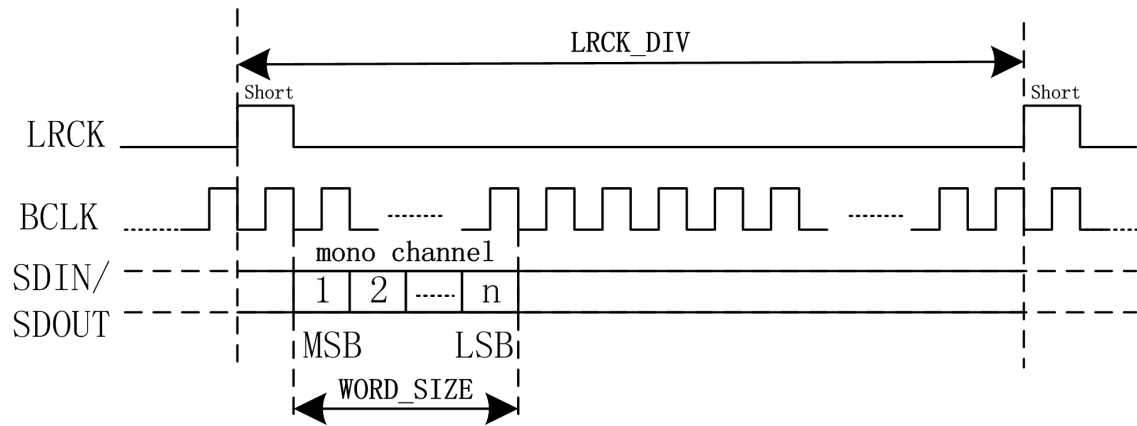 LRCK_DIV
Short
Short
LRCK
BCLK
mono channel
SDIN/
SDOUT
1 2 n
MSB LSB
WORD_SIZE